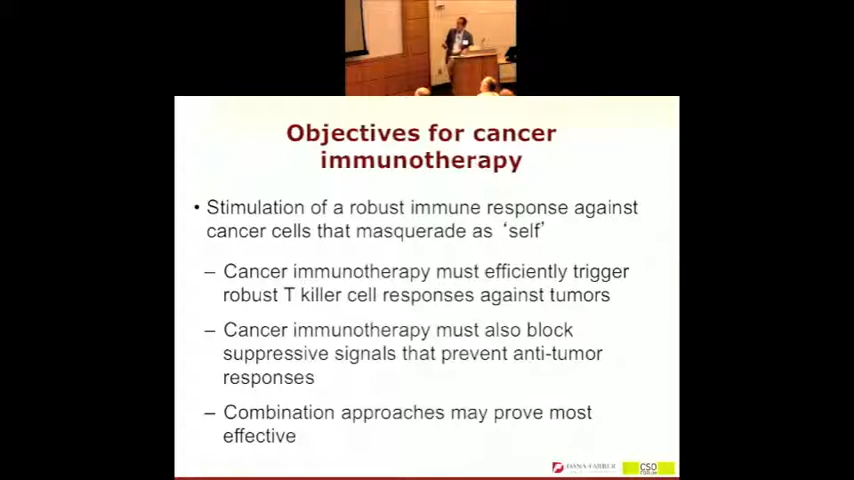 Objectives for cancer
immunotherapy
• Stimulation of a robust immune response against
cancer cells that masquerade as ‘self’
– Cancer immunotherapy must efficiently trigger
robust T killer cell responses against tumors
– Cancer immunotherapy must also block
suppressive signals that prevent anti-tumor
responses
– Combination approaches may prove most
effective
DANA-FARBER
CSO